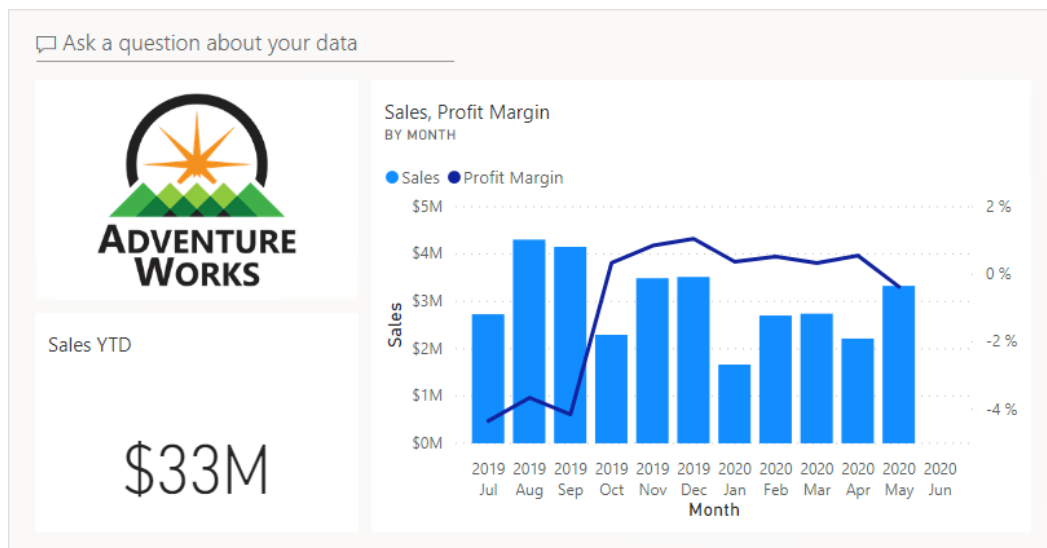 Ask a question about your data
ADVENTURE
WORKS
Sales YTD
$33M
Sales, Profit Margin
BY MONTH
Sales Profit Margin
$5M
$4M
$3M
$2M
$1M
$0M
Sales
2 %
0 %
-2 %
-4 %
2019 2019 2019 2019 2019 2019 2020 2020 2020 2020 2020 2020
Jul Aug Sep Oct Nov Dec Jan Feb Mar Apr May Jun
Month